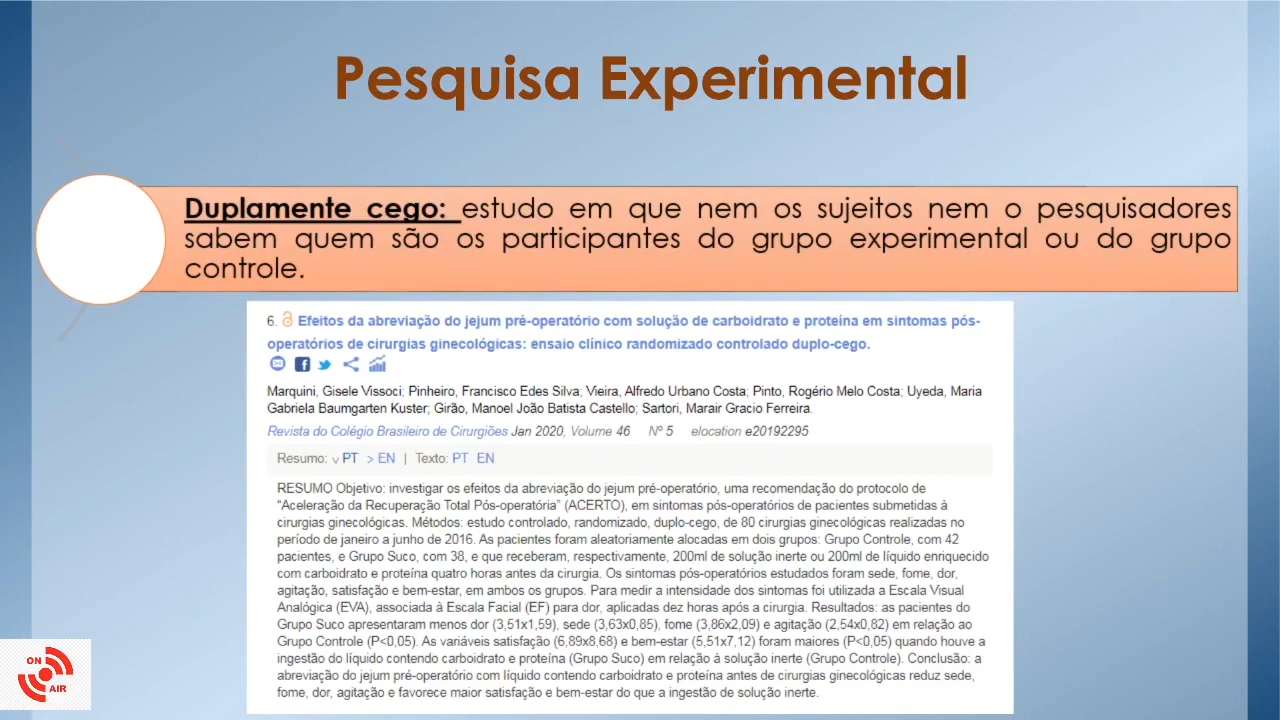 Pesquisa Experimental
Duplamente cego: estudo em que nem os sujeitos nem o pesquisadores
sabem quem são os participantes do grupo experimental ou do grupo
controle.
6. Efeitos da abreviação do jejum pré-operatório com solução de carboidrato e proteína em sintomas pós-
operatórios de cirurgias ginecológicas: ensaio clínico randomizado controlado duplo-cego.
Marquini, Gisele Vissoci; Pinheiro, Francisco Edes Silva; Vieira, Alfredo Urbano Costa; Pinto, Rogério Melo Costa; Uyeda, Maria
Gabriela Baumgarten Kuster; Girão, Manoel João Batista Castello; Sartori, Marair Gracio Ferreira.
Revista do Colégio Brasileiro de Cirurgiões Jan 2020, Volume 46 Nº 5 elocation e20192295
Resumo: v PT > EN | Texto: PT EN
RESUMO Objetivo: investigar os efeitos da abreviação do jejum pré-operatório, uma recomendação do protocolo de
“Aceleração da Recuperação Total Pós-operatória” (ACERTO), em sintomas pós-operatórios de pacientes submetidas à
cirurgias ginecológicas. Métodos: estudo controlado, randomizado, duplo-cego, de 80 cirurgias ginecológicas realizadas no
período de janeiro a junho de 2016. As pacientes foram aleatoriamente alocadas em dois grupos: Grupo Controle, com 42
pacientes, e Grupo Suco, com 38, e que receberam, respectivamente, 200ml de solução inerte ou 200ml de líquido enriquecido
com carboidrato e proteína quatro horas antes da cirurgia. Os sintomas pós-operatórios estudados foram sede, fome, dor,
agitação, satisfação e bem-estar, em ambos os grupos. Para medir a intensidade dos sintomas foi utilizada a Escala Visual
Analógica (EVA), associada à Escala Facial (EF) para dor, aplicadas dez horas após a cirurgia. Resultados: as pacientes do
Grupo Suco apresentaram menos dor (3,51x1,59), sede (3,63x0,85), fome (3,86x2,09) e agitação (2,54x0,82) em relação ao
Grupo Controle (P<0,05). As variáveis satisfação (6,89x8,68) e bem-estar (5,51x7,12) foram maiores (P<0,05) quando houve a
ingestão do líquido contendo carboidrato e proteína (Grupo Suco) em relação à solução inerte (Grupo Controle). Conclusão: a
abreviação do jejum pré-operatório com líquido contendo carboidrato e proteína antes de cirurgias ginecológicas reduz sede,
fome, dor, agitação e favorece maior satisfação e bem-estar do que a ingestão de solução inerte.
ON
AIR